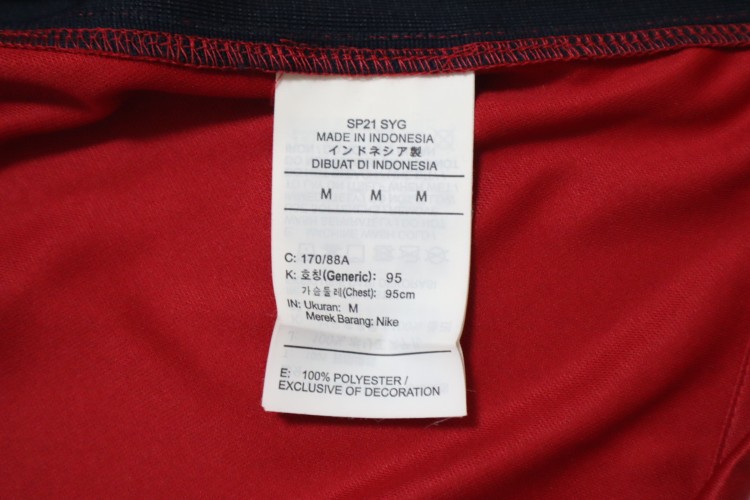 SP21 SYG
MADE IN INDONESIA
インドネシア製
DIBUAT DI INDONESIA
M M M
C: 170/88A
K: 호칭(Generic): 95
가슴둘레(Chest): 95cm
IN: Ukuran: M
Merek Barang: Nike
E: 100% POLYESTER /
EXCLUSIVE OF DECORATION